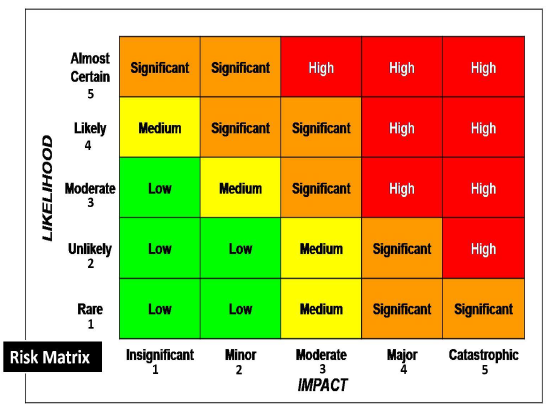 Almost
Certain
5
Significant Significant High High High
Likely
4
Medium Significant Significant High High
LIKELIHOOD
Moderate
3
Low Medium Significant High High
Unlikely
2
Low Low Medium Significant High
Rare
1
Low Low Medium Significant Significant
Risk Matrix
Insignificant Minor Moderate Major Catastrophic
1 2 3 4 5
IMPACT